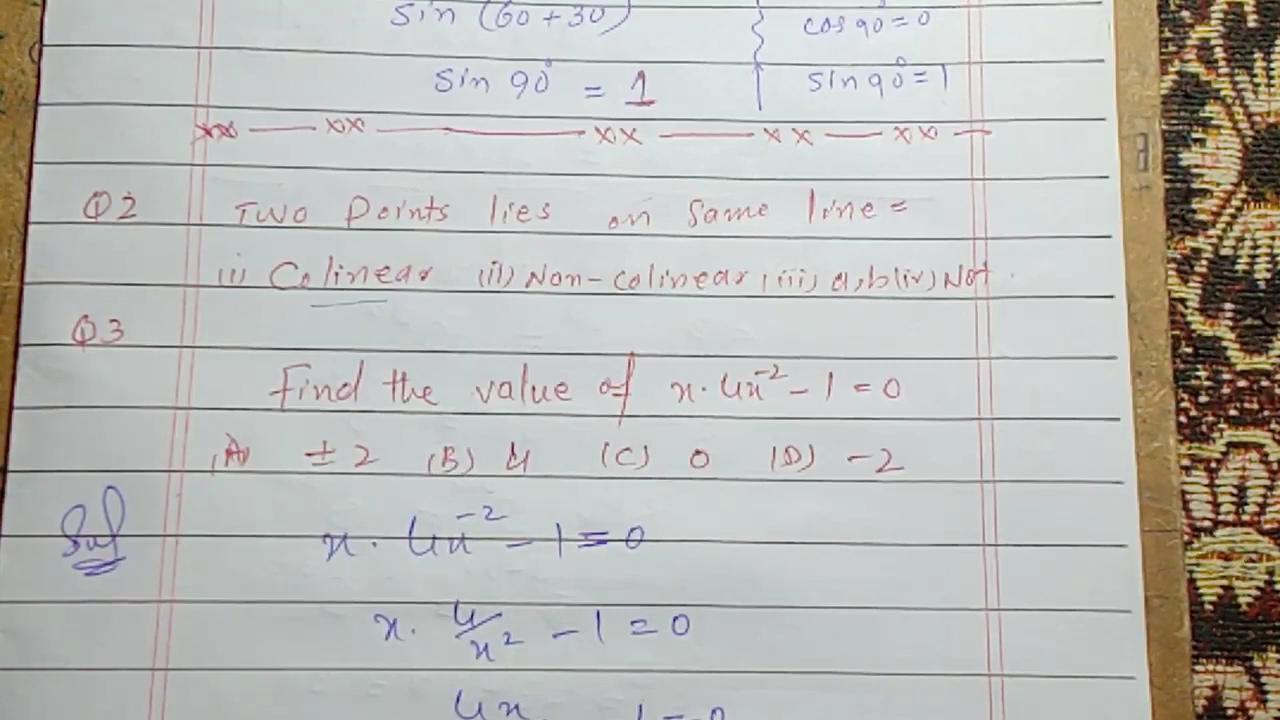 sin (60+30)
cos 90 = 0
sin 90° = 1
sin 90° = 1
xx — xx — xx — xx — xx
Q2 Two Points lies on Same line =
(i) Colinear (ii) Non-Colinear, (iii) a,b (iv) Not.
Q3
Find the value of x. 4x⁻² - 1 = 0
(A) ± 2 (B) 4 (C) 0 (D) -2
Sol x. 4x⁻² - 1 = 0
x. 4/x² - 1 = 0
4x